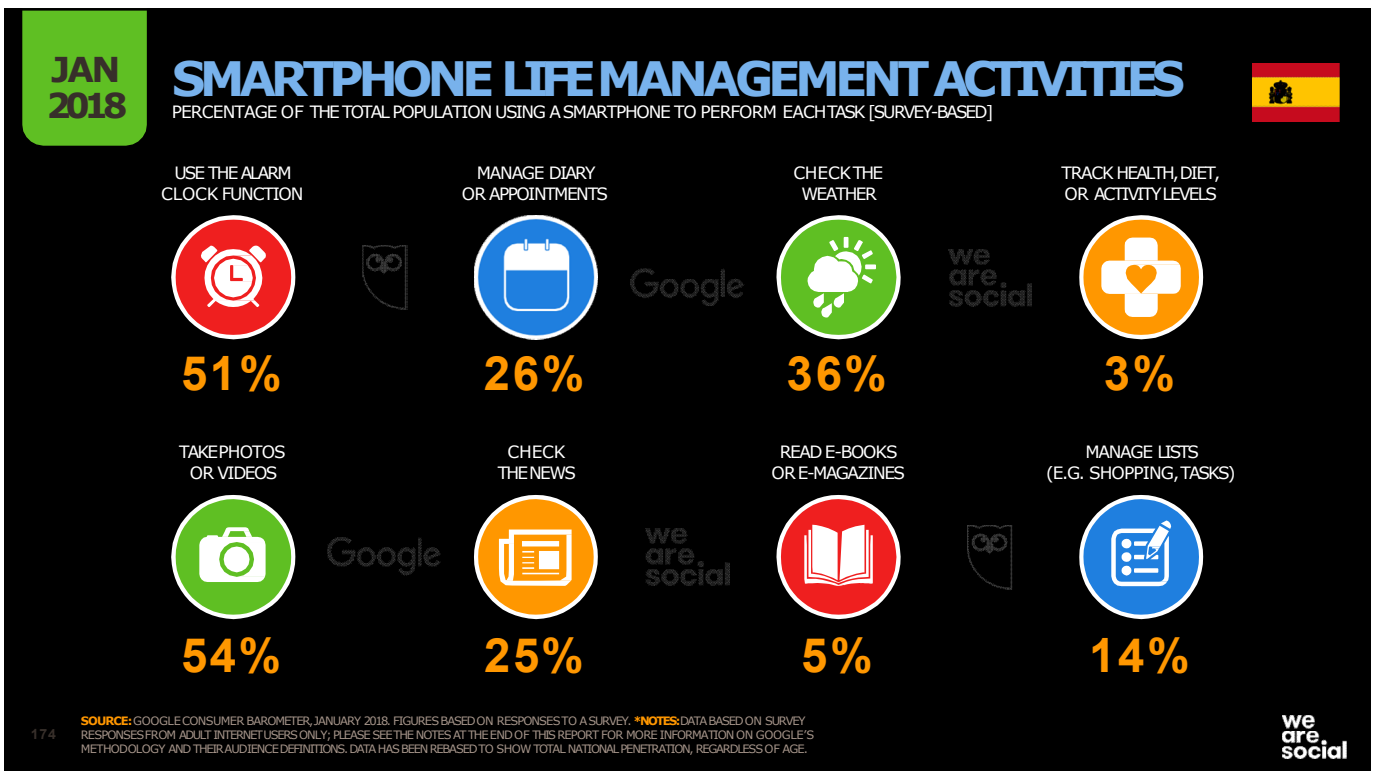 JAN
2018
SMARTPHONE LIFE MANAGEMENT ACTIVITIES
PERCENTAGE OF THE TOTAL POPULATION USING A SMARTPHONE TO PERFORM EACH TASK [SURVEY-BASED]
USE THE ALARM
CLOCK FUNCTION
MANAGE DIARY
OR APPOINTMENTS
CHECK THE
WEATHER
TRACK HEALTH, DIET,
OR ACTIVITY LEVELS
Google
we
are
social
51%
26%
36%
3%
TAKE PHOTOS
OR VIDEOS
CHECK
THE NEWS
READ E-BOOKS
OR E-MAGAZINES
MANAGE LISTS
(E.G. SHOPPING, TASKS)
Google
we
are
social
54%
25%
5%
14%
174
SOURCE: GOOGLE CONSUMER BAROMETER, JANUARY 2018. FIGURES BASED ON RESPONSES TO A SURVEY. *NOTES: DATA BASED ON SURVEY
RESPONSES FROM ADULT INTERNET USERS ONLY; PLEASE SEE THE NOTES AT THE END OF THIS REPORT FOR MORE INFORMATION ON GOOGLE'S
METHODOLOGY AND THEIR AUDIENCE DEFINITIONS. DATA HAS BEEN REBASED TO SHOW TOTAL NATIONAL PENETRATION, REGARDLESS OF AGE.
we
are
social